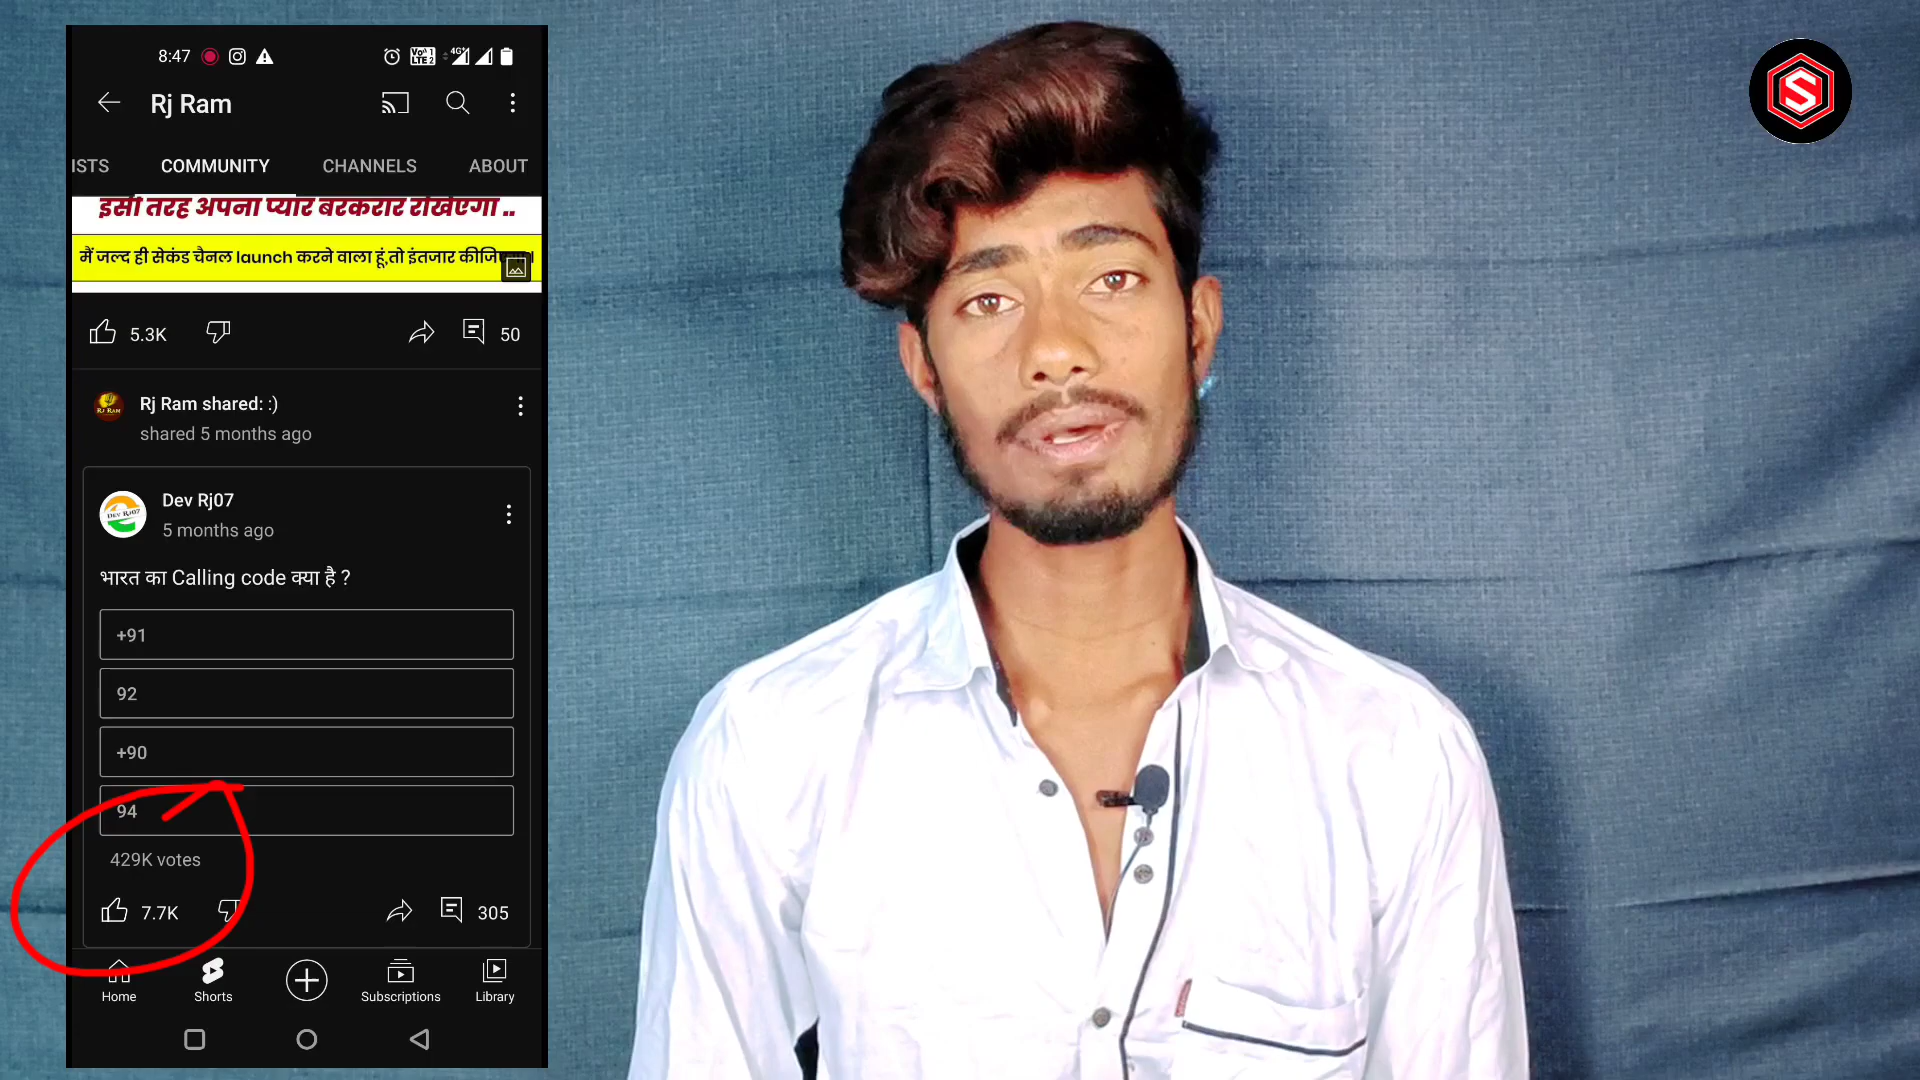 8:47
Rj Ram
ISTS COMMUNITY CHANNELS ABOUT
इसी तरह अपना प्यार बरकरार रखिएगा ..
मैं जल्द ही सेकंड चैनल launch करने वाला हूं,तो इंतजार
5.3K 50
Rj Ram shared: :)
shared 5 months ago
Dev Rj07
5 months ago
भारत का Calling code क्या है ?
+91
92
+90
94
429K votes
7.7K 305
Home Shorts Subscriptions Library
S